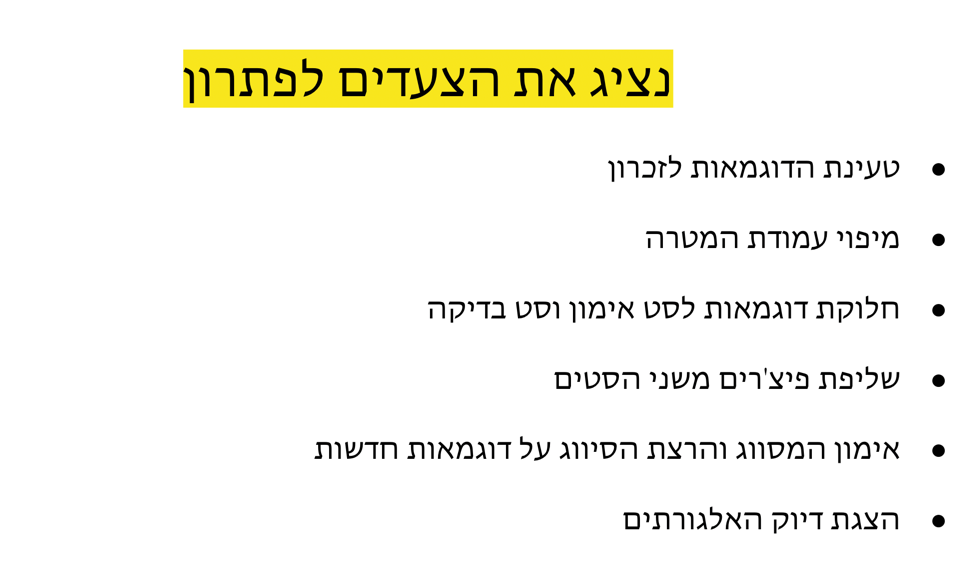 נציג את הצעדים לפתרון
● טעינת הדוגמאות לזכרון
● מיפוי עמודת המטרה
● חלוקת דוגמאות לסט אימון וסט בדיקה
● שליפת פיצ'רים משני הסטים
● אימון המסווג והרצת הסיווג על דוגמאות חדשות
● הצגת דיוק האלגורתים